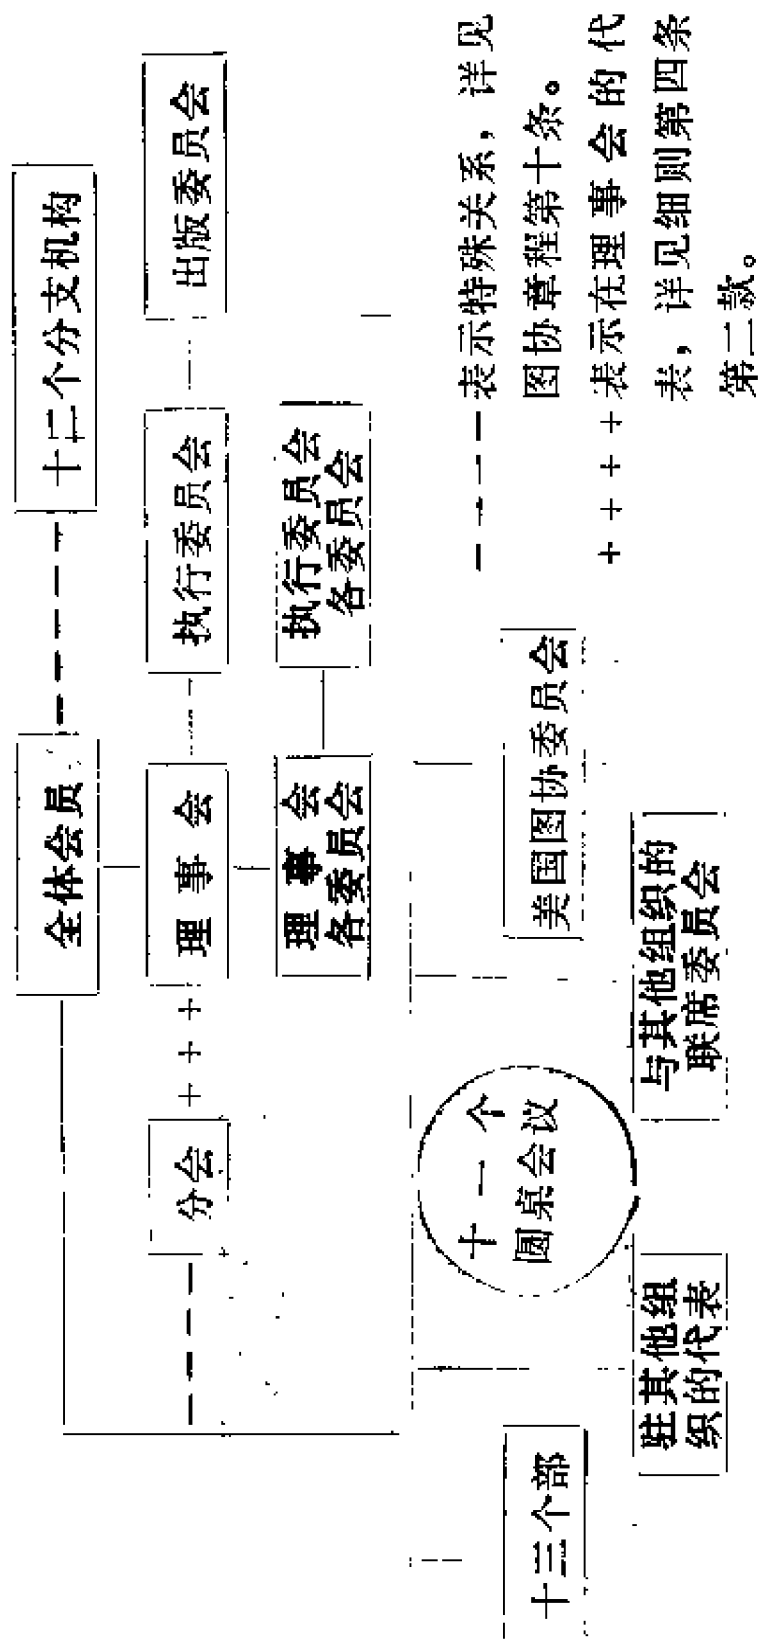 全体会员
十二个分支机构
分会
理事会
执行委员会
出版委员会
理事会
各委员会
执行委员会
各委员会
十三个部
十一个
圆桌会议
美国图协委员会
驻其他组
织的代表
与其他组织的
联席委员会
表示特殊关系，详见
图协章程第十条。
++++表示在理事会的代
表，详见细则第四条
第二款。